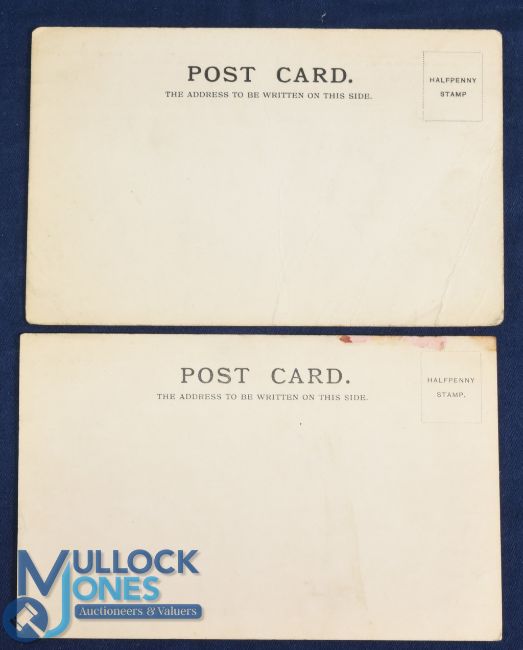 POST CARD.
THE ADDRESS TO BE WRITTEN ON THIS SIDE.
HALFPENNY
STAMP
POST CARD.
THE ADDRESS TO BE WRITTEN ON THIS SIDE.
HALFPENNY
STAMP.
MULLOCK
JONES
Auctioneers & Valuers